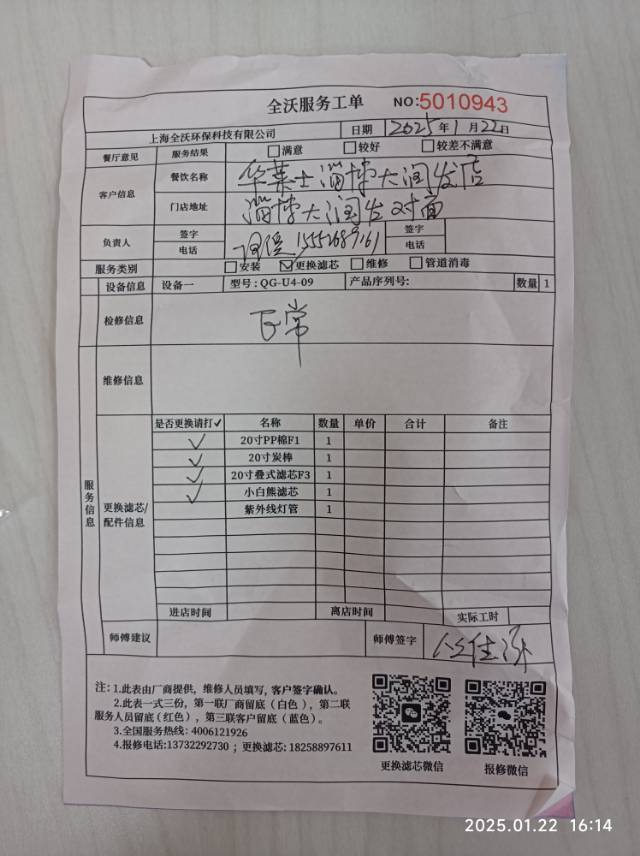 全沃服务工单 NO:5010943
上海全沃环保科技有限公司 日期 2025年1月22日
餐厅意见 服务结果 □满意 □较好 □较差不满意
客户信息 餐饮名称 华莱士淄博大润发店
门店地址 淄博大润发对面
负责人 签字 签字
电话 15552689161 电话
服务类别 □安装 ☑更换滤芯 □维修 □管道消毒
设备信息 设备一 型号:QG-U4-09 产品序列号: 数量 1
检修信息 正常
维修信息
服务信息
更换滤芯/配件信息
是否更换请打✓ 名称 数量 单价 合计 备注
✓ 20寸PP棉F1 1
✓ 20寸炭棒 1
✓ 20寸叠式滤芯F3 1
✓ 小白熊滤芯 1
紫外线灯管 1
进店时间 离店时间 实际工时
师傅建议 师傅签字
注: 1.此表由厂商提供, 维修人员填写, 客户签字确认。
2.此表一式三份, 第一联厂商留底(白色), 第二联
服务人员留底(红色), 第三联客户留底(蓝色)。
3.全国服务热线: 4006121926
4.报修电话:13732292730; 更换滤芯: 18258897611
更换滤芯微信 报修微信
2025.01.22 16:14